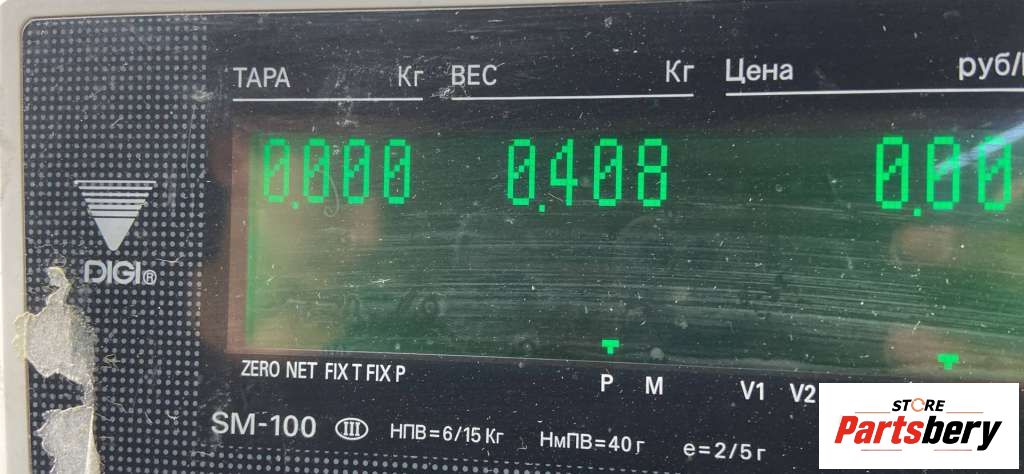 ТАРА Кг ВЕС Кг Цена руб/
0.000 0.408 0.00
DIGI®
ZERO NET FIX T FIX P P M V1 V2
SM-100 III НПВ=6/15 Кг НмПВ=40 г e=2/5 г
STORE
Partsbery